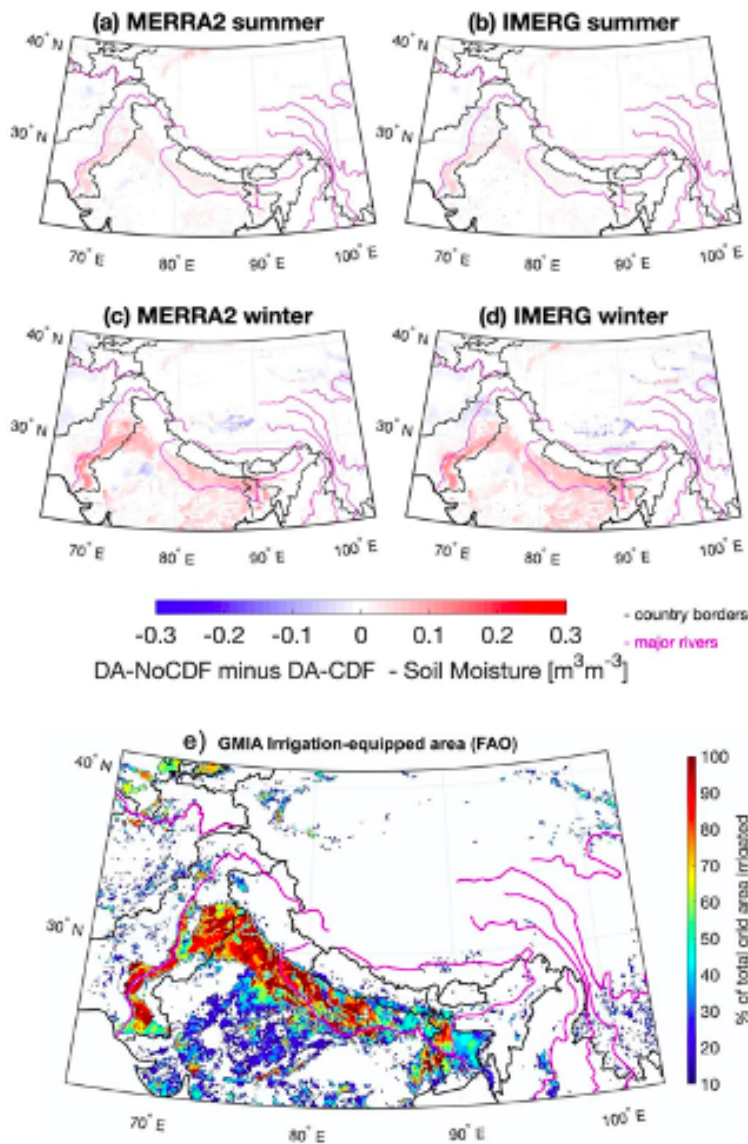 (a) MERRA2 summer
(b) IMERG summer
40° N
40° N
30° N
30° N
70° E
80° E
90° E
100° E
70° E
80° E
90° E
100° E
(c) MERRA2 winter
(d) IMERG winter
40° N
40° N
30° N
30° N
70° E
80° E
90° E
100° E
70° E
80° E
90° E
100° E
-0.3 -0.2 -0.1 0 0.1 0.2 0.3
DA-NoCDF minus DA-CDF - Soil Moisture [m³m⁻³]
- country borders
- major rivers
e) GMIA Irrigation-equipped area (FAO)
40° N
30° N
70° E
80° E
90° E
100° E
100
90
80
70
60
50
40
30
20
10
% of total grid area irrigated